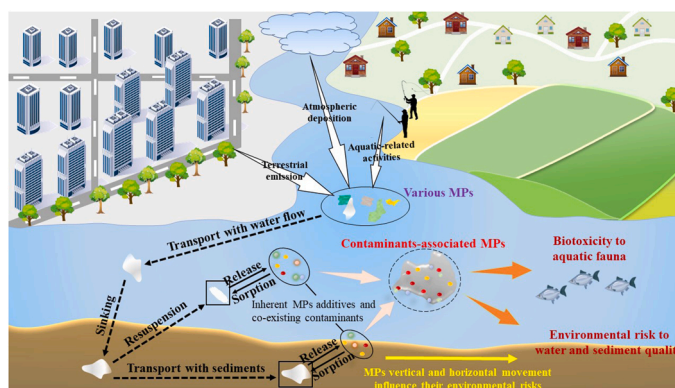 Atmospheric
deposition
Aquatic-related
activities
Terrestrial
emission
Various MPs
Transport with water flow
Contaminants-associated MPs
Biotoxicity to
aquatic fauna
Release
Sorption
Inherent MPs additives and
co-existing contaminants
Sinking
Resuspension
Environmental risk to
water and sediment quality
Release
Sorption
Transport with sediments
MPs vertical and horizontal movement
influence their environmental risks